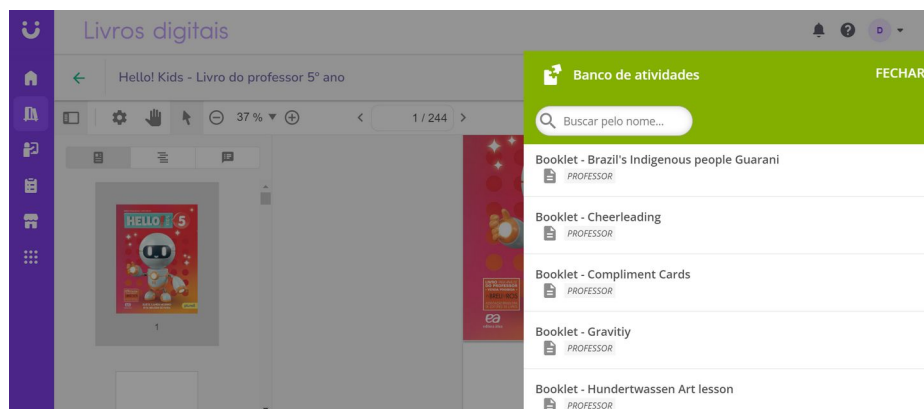 Livros digitais
D
Hello! Kids - Livro do professor 5º ano
37 %
1 / 244
HELLO!
5
1
ea
Banco de atividades
FECHAR
Buscar pelo nome...
Booklet - Brazil's Indigenous people Guarani
PROFESSOR
Booklet - Cheerleading
PROFESSOR
Booklet - Compliment Cards
PROFESSOR
Booklet - Gravitiy
PROFESSOR
Booklet - Hundertwassen Art lesson
PROFESSOR